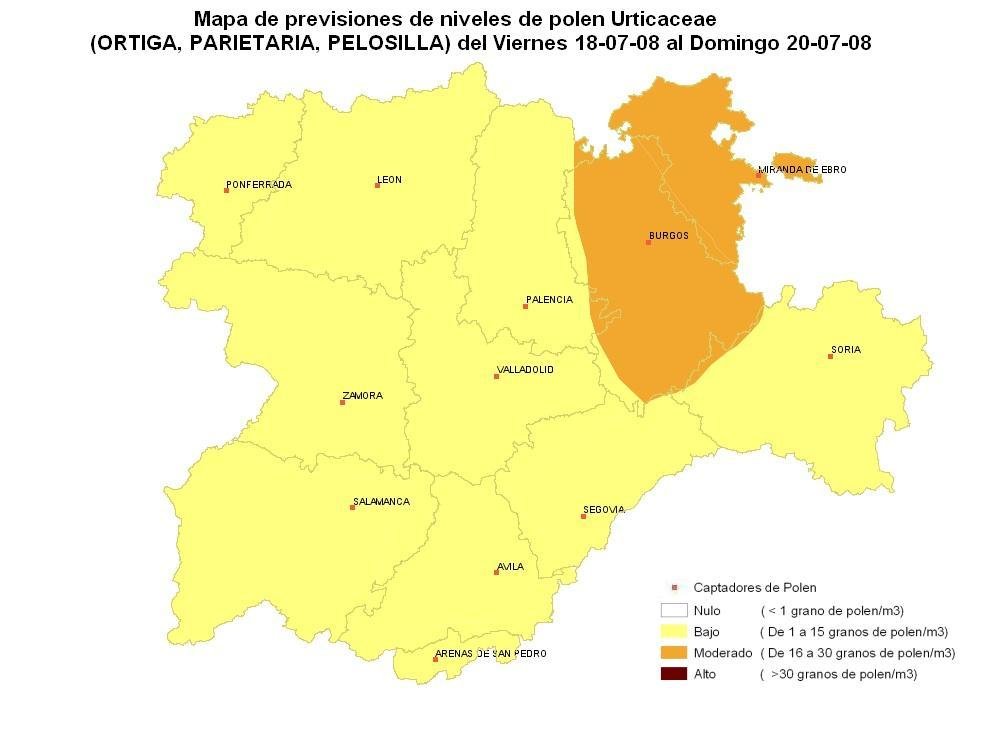 Mapa de previsiones de niveles de polen Urticaceae
(ORTIGA, PARIETARIA, PELOSILLA) del Viernes 18-07-08 al Domingo 20-07-08
MIRANDA DE EBRO
PONFERRADA
LEON
BURGOS
PALENCIA
SORIA
VALLADOLID
ZAMORA
SALAMANCA
SEGOVIA
AVILA
ARENAS DE SAN PEDRO
Captadores de Polen
Nulo ( < 1 grano de polen/m3)
Bajo ( De 1 a 15 granos de polen/m3)
Moderado ( De 16 a 30 granos de polen/m3)
Alto ( >30 granos de polen/m3)